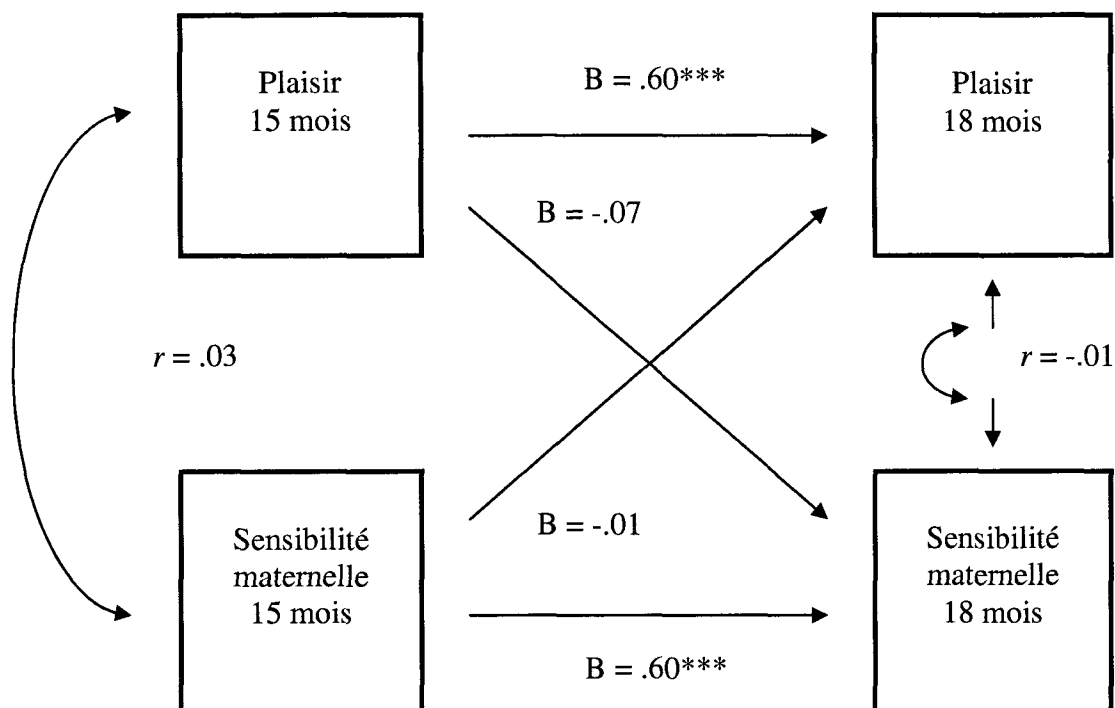 Plaisir
15 mois
B = .60***
Plaisir
18 mois
B = -.07
r = .03
r = -.01
Sensibilité
maternelle
15 mois
B = -.01
Sensibilité
maternelle
18 mois
B = .60***